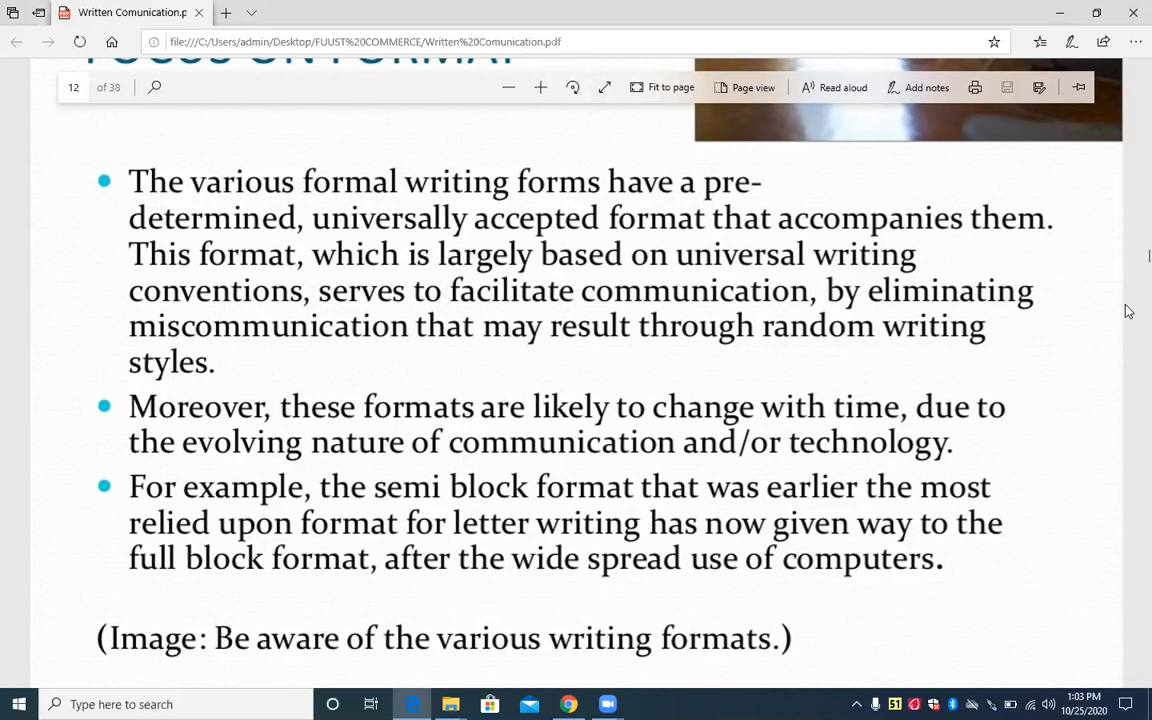 Written Comunication.p
file:///C:/Users/admin/Desktop/FUUST%20COMMERCE/Written%20Comunication.pdf
FOCUS ON FORMAT
12 of 38 Fit to page Page view Read aloud Add notes
The various formal writing forms have a pre-
determined, universally accepted format that accompanies them.
This format, which is largely based on universal writing
conventions, serves to facilitate communication, by eliminating
miscommunication that may result through random writing
styles.
Moreover, these formats are likely to change with time, due to
the evolving nature of communication and/or technology.
For example, the semi block format that was earlier the most
relied upon format for letter writing has now given way to the
full block format, after the wide spread use of computers.
(Image: Be aware of the various writing formats.)
Type here to search
51
1:03 PM
10/25/2020